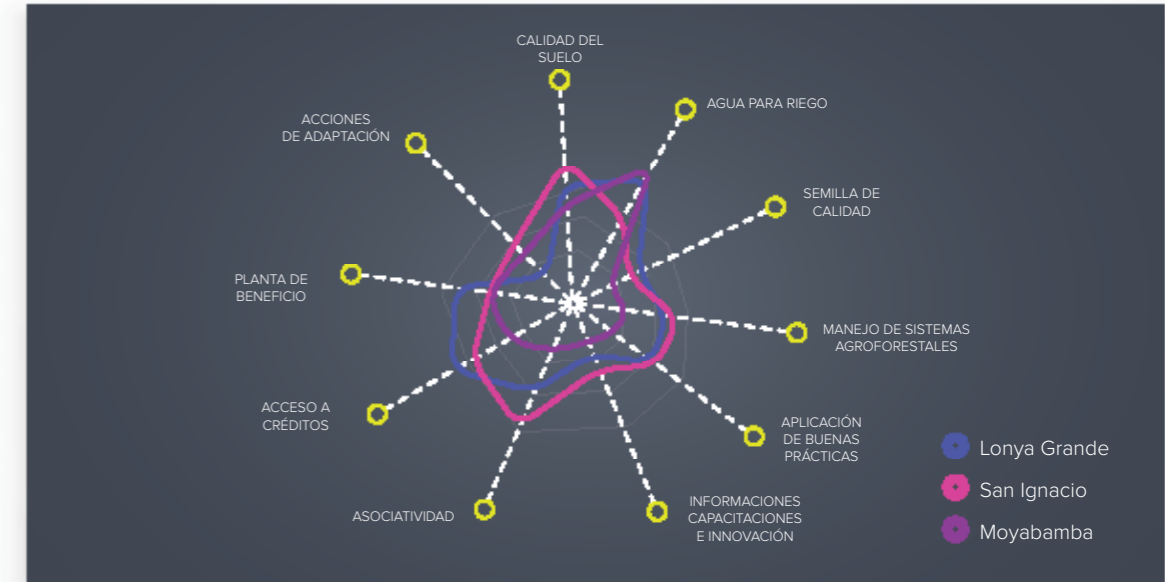 CALIDAD DEL
SUELO
AGUA PARA RIEGO
ACCIONES
DE ADAPTACIÓN
SEMILLA DE
CALIDAD
PLANTA DE
BENEFICIO
MANEJO DE SISTEMAS
AGROFORESTALES
ACCESO A
CRÉDITOS
APLICACIÓN
DE BUENAS
PRÁCTICAS
ASOCIATIVIDAD
INFORMACIONES
CAPACITACIONES
E INNOVACIÓN
Lonya Grande
San Ignacio
Moyabamba